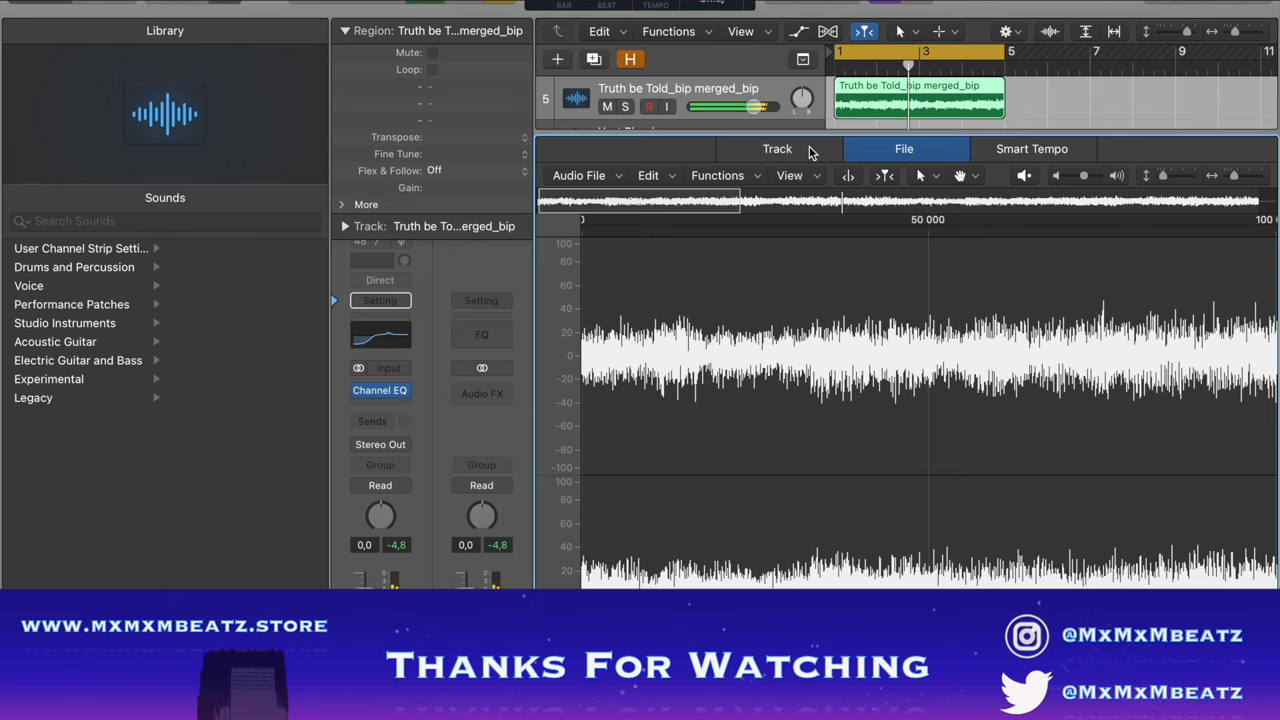 BAR BEAT TEMPO
Library
Sounds
Search Sounds
User Channel Strip Setti...
Drums and Percussion
Voice
Performance Patches
Studio Instruments
Acoustic Guitar
Electric Guitar and Bass
Experimental
Legacy
Region: Truth be T...merged_bip
Mute:
Loop:
Transpose:
Fine Tune:
Flex & Follow: Off
Gain:
More
Track: Truth be To...erged_bip
Direct
Setting Setting
EQ
Input
Channel EQ Audio FX
Sends
Stereo Out
Group Group
Read Read
0,0 -4,8 0,0 -4,8
Edit Functions View
H
1 3 5 7 9 11
5 Truth be Told_bip merged_bip
M S R I
L R
Truth be Told_bip merged_bip
Track File Smart Tempo
Audio File Edit Functions View
0 50 000 100
100
80
60
40
20
0
-20
-40
-60
-80
-100
100
80
60
40
20
WWW.MXMXMBEATZ.STORE
THANKS FOR WATCHING
@MxMxMbeatz
@MxMxMbeatz